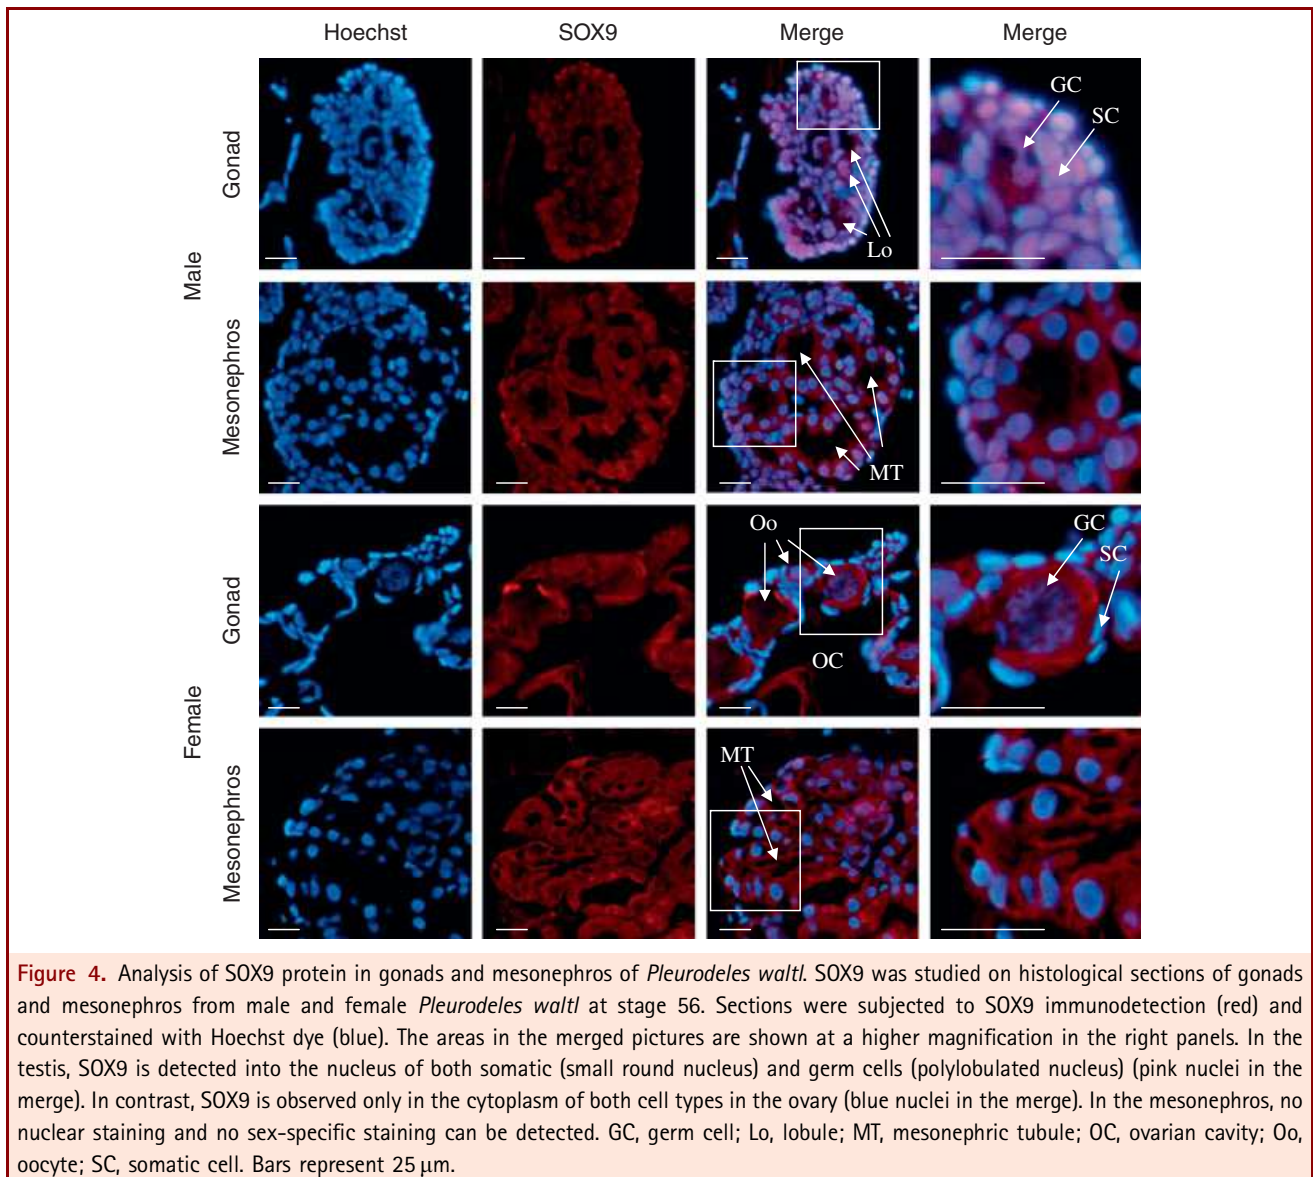 Hoechst SOX9 Merge Merge
Male
Gonad
GC
SC
Lo
Mesonephros
MT
Female
Gonad
Oo
OC
GC
SC
Mesonephros
MT
Figure 4. Analysis of SOX9 protein in gonads and mesonephros of Pleurodeles waltl. SOX9 was studied on histological sections of gonads
and mesonephros from male and female Pleurodeles waltl at stage 56. Sections were subjected to SOX9 immunodetection (red) and
counterstained with Hoechst dye (blue). The areas in the merged pictures are shown at a higher magnification in the right panels. In the
testis, SOX9 is detected into the nucleus of both somatic (small round nucleus) and germ cells (polylobulated nucleus) (pink nuclei in the
merge). In contrast, SOX9 is observed only in the cytoplasm of both cell types in the ovary (blue nuclei in the merge). In the mesonephros, no
nuclear staining and no sex-specific staining can be detected. GC, germ cell; Lo, lobule; MT, mesonephric tubule; OC, ovarian cavity; Oo,
oocyte; SC, somatic cell. Bars represent 25 μm.